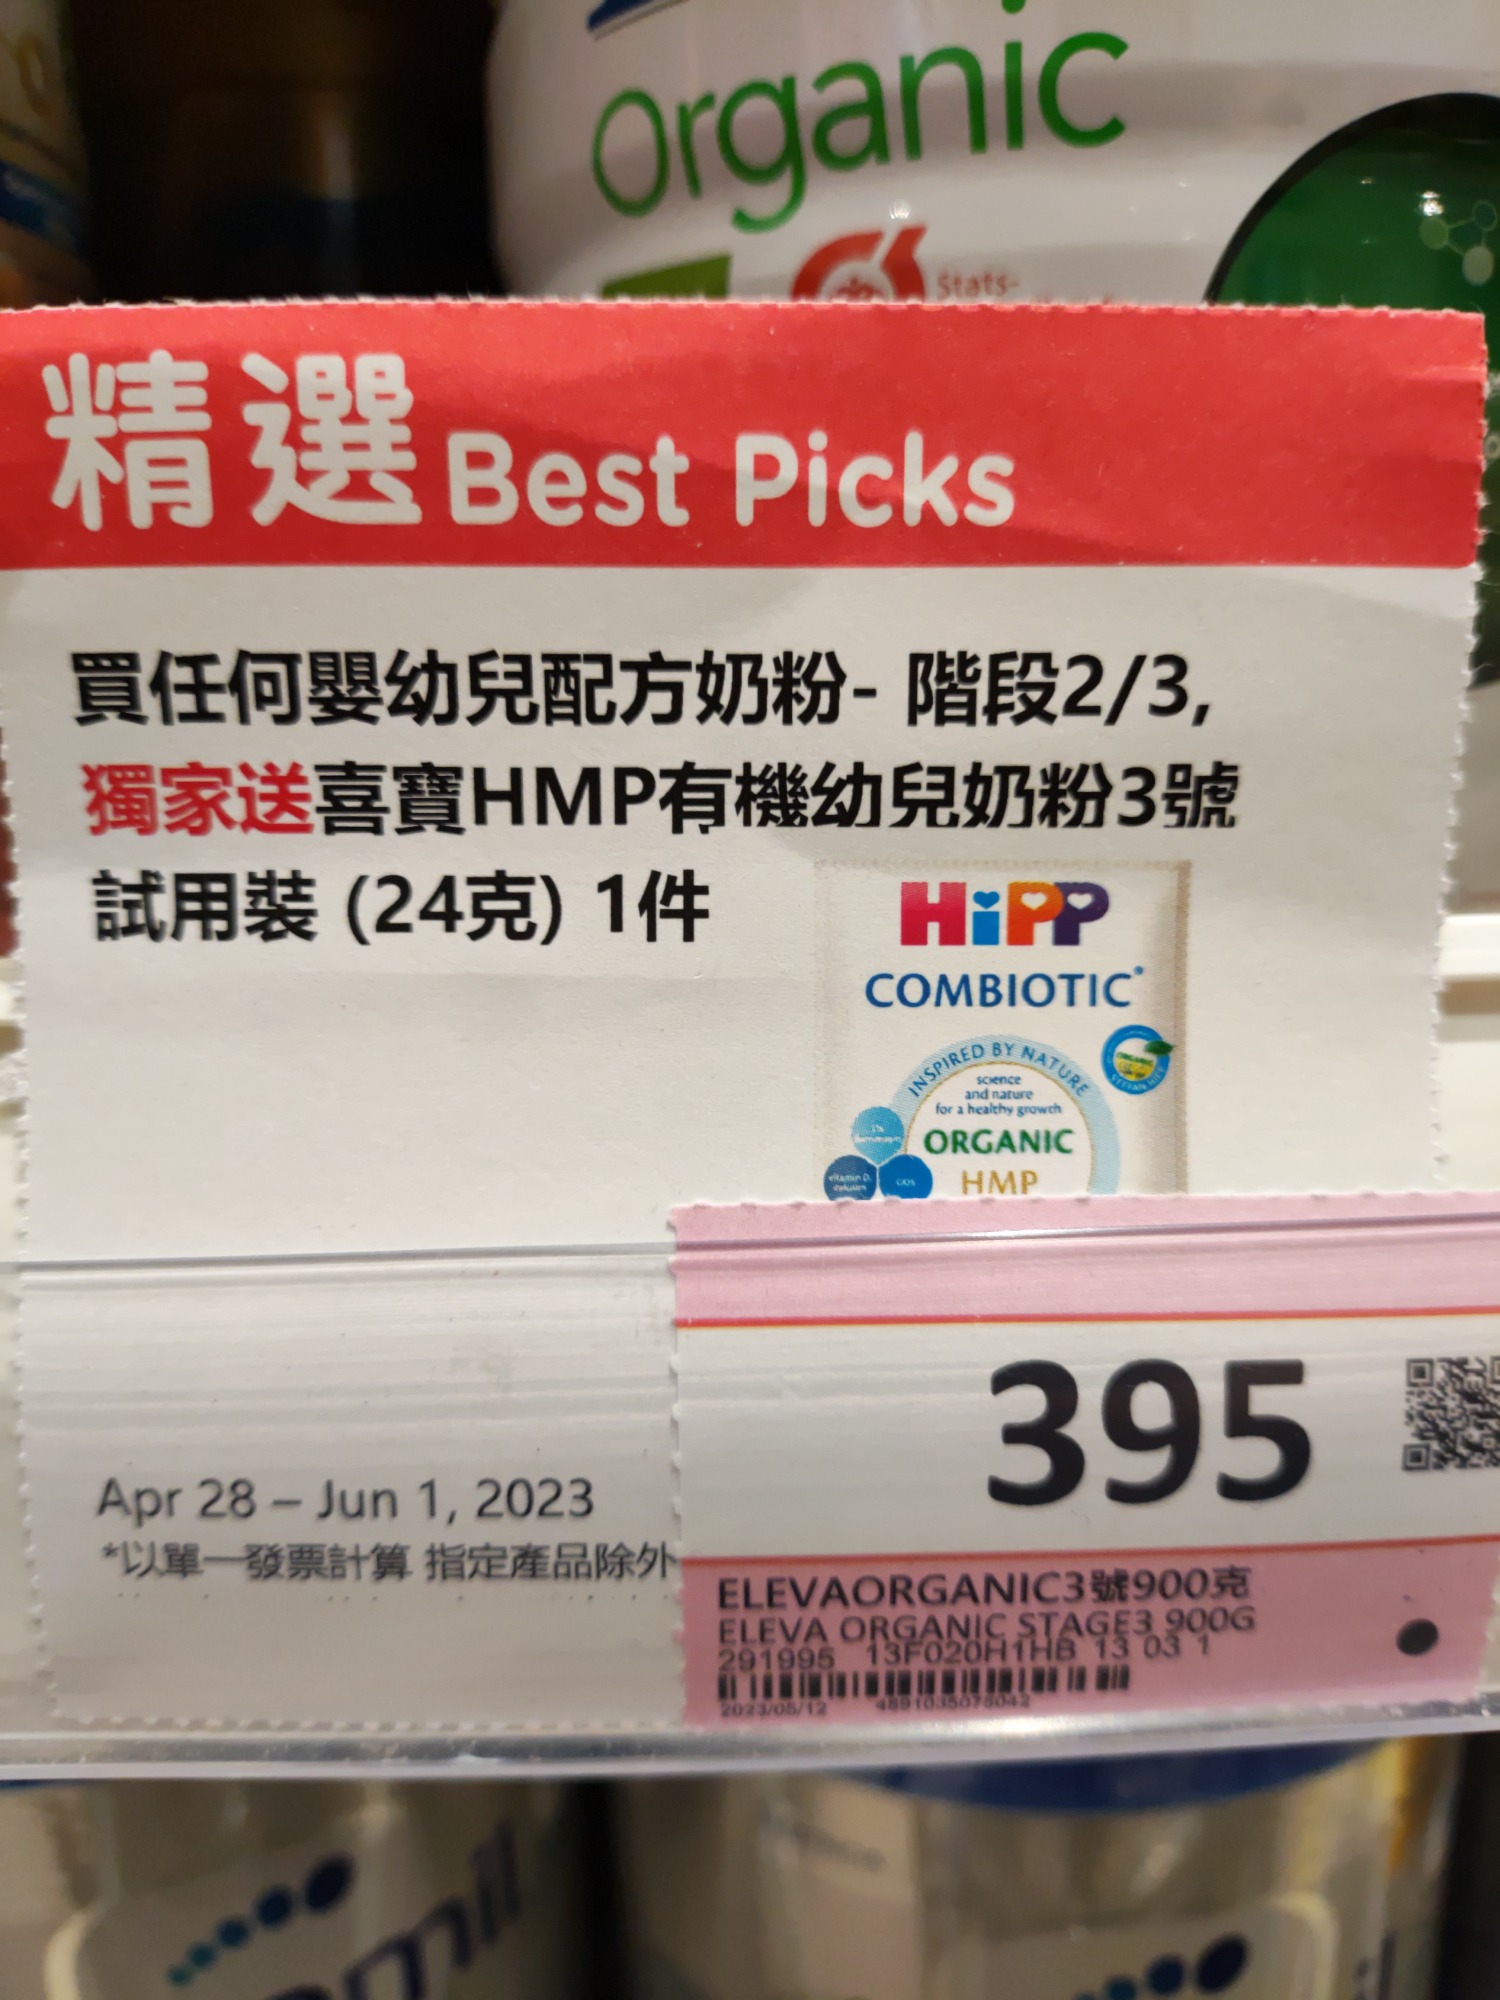 Organic
Stats-
精選 Best Picks
買任何嬰幼兒配方奶粉- 階段2/3,
獨家送喜寶HMP有機幼兒奶粉3號
試用裝 (24克) 1件
HiPP
COMBIOTIC®
INSPIRED BY NATURE
science
and nature
for a healthy growth
ORGANIC
HMP
395
Apr 28 – Jun 1, 2023
*以單一發票計算 指定產品除外
ELEVAORGANIC3號900克
ELEVA ORGANIC STAGE3 900G
291995 13F020H1HB 13 03 1
2023/05/12